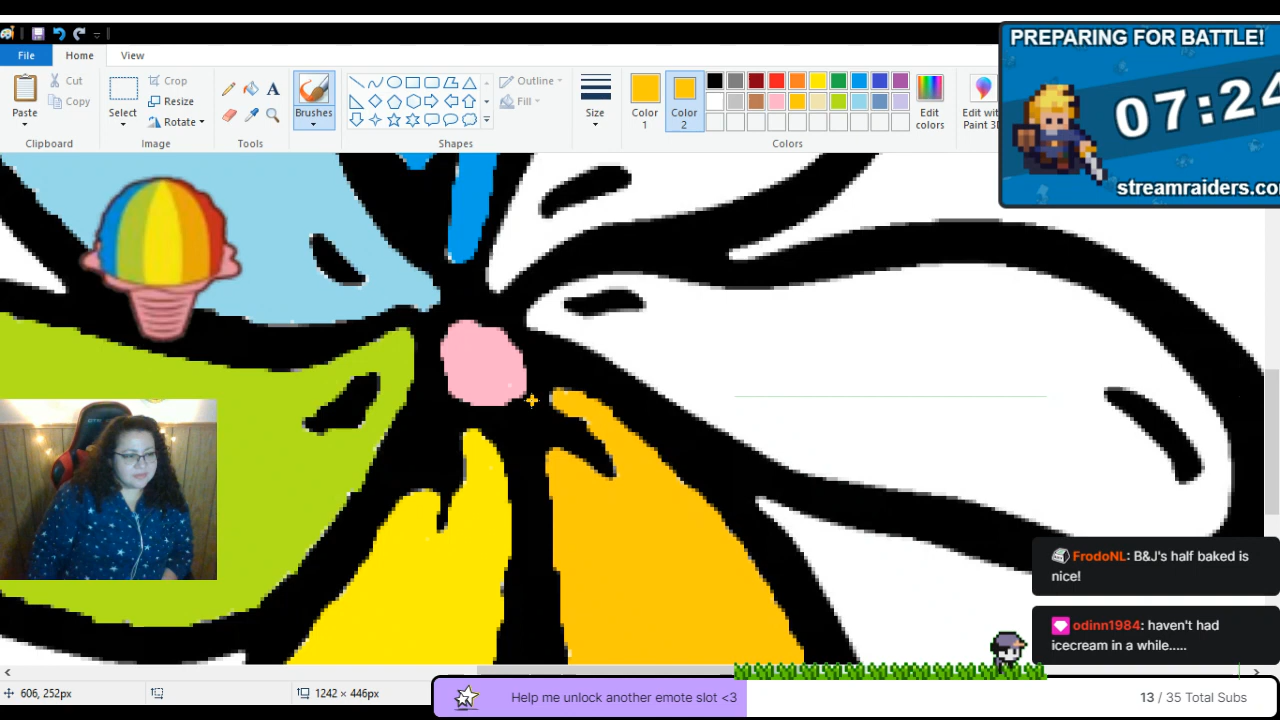 File
Home
View
PREPARING FOR BATTLE!
07:24
streamraiders.co
Paste
Cut
Copy
Clipboard
Select
Crop
Resize
Rotate
Image
A
Tools
Brushes
Outline
Fill
Shapes
Size
Color
1
Color
2
Edit
colors
Colors
Edit with
Paint 3D
FrodoNL: B&J's half baked is
nice!
odinn1984: haven't had
icecream in a while.....
606, 252px
1242 × 446px
Help me unlock another emote slot <3
13 / 35 Total Subs